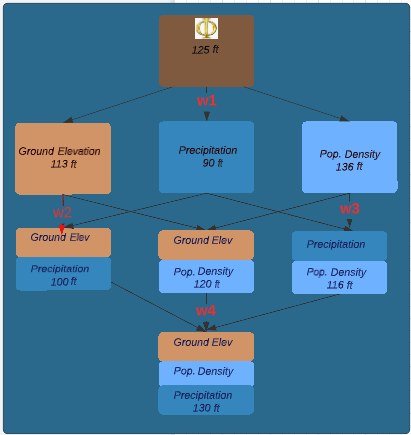 Φ
125 ft
w1
Ground Elevation
113 ft
Precipitation
90 ft
Pop. Density
136 ft
w2
w3
Ground Elev
Precipitation
100 ft
Ground Elev
Pop. Density
120 ft
Precipitation
Pop. Density
116 ft
w4
Ground Elev
Pop. Density
Precipitation
130 ft